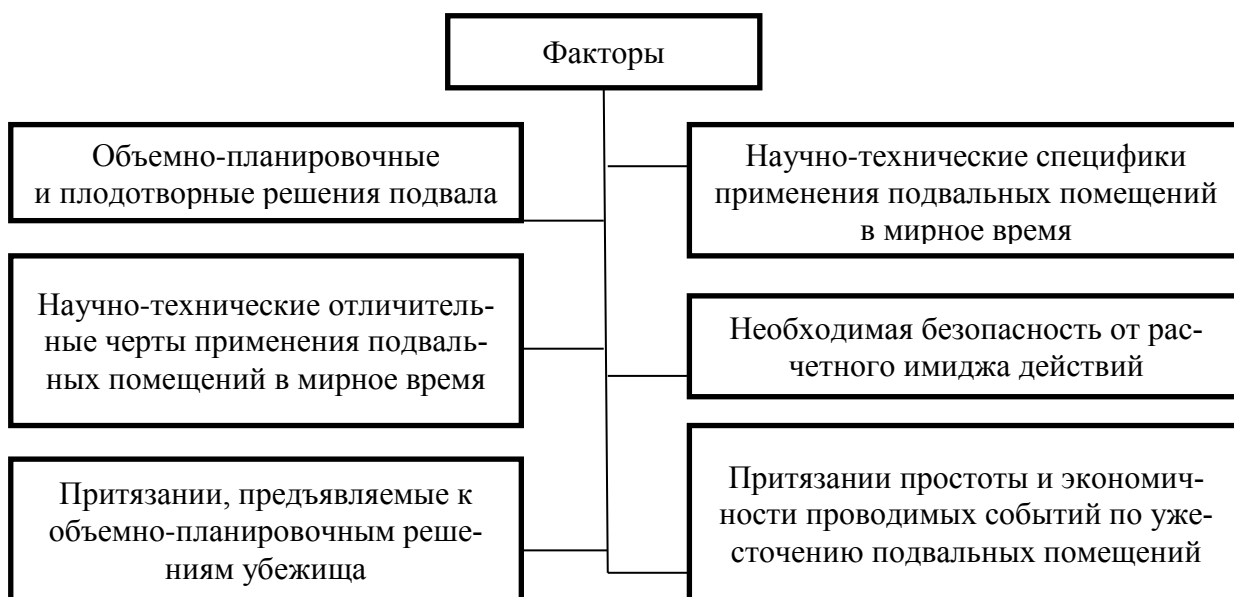 Факторы
Объемно-планировочные
и плодотворные решения подвала
Научно-технические отличитель-
ные черты применения подваль-
ных помещений в мирное время
Притязании, предъявляемые к
объемно-планировочным реше-
ниям убежища
Научно-технические специфики
применения подвальных помещений
в мирное время
Необходимая безопасность от рас-
четного имиджа действий
Притязании простоты и экономич-
ности проводимых событий по уже-
сточению подвальных помещений